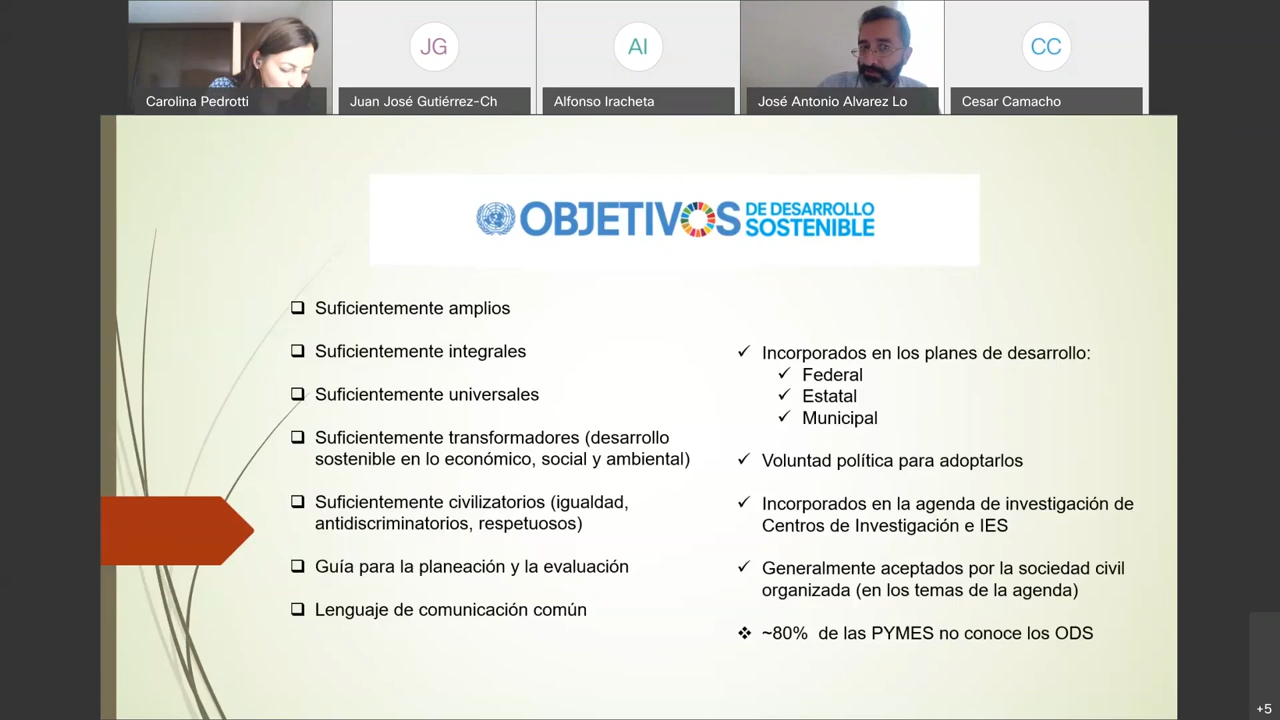 JG
AI
CC
Carolina Pedrotti
Juan José Gutiérrez-Ch
Alfonso Iracheta
José Antonio Alvarez Lo
Cesar Camacho
OBJETIVOS
DE DESARROLLO
SOSTENIBLE
Suficientemente amplios
Suficientemente integrales
Suficientemente universales
Suficientemente transformadores (desarrollo
sostenible en lo económico, social y ambiental)
Suficientemente civilizatorios (igualdad,
antidiscriminatorios, respetuosos)
Guía para la planeación y la evaluación
Lenguaje de comunicación común
Incorporados en los planes de desarrollo:
Federal
Estatal
Municipal
Voluntad política para adoptarlos
Incorporados en la agenda de investigación de
Centros de Investigación e IES
Generalmente aceptados por la sociedad civil
organizada (en los temas de la agenda)
~80% de las PYMES no conoce los ODS
+5